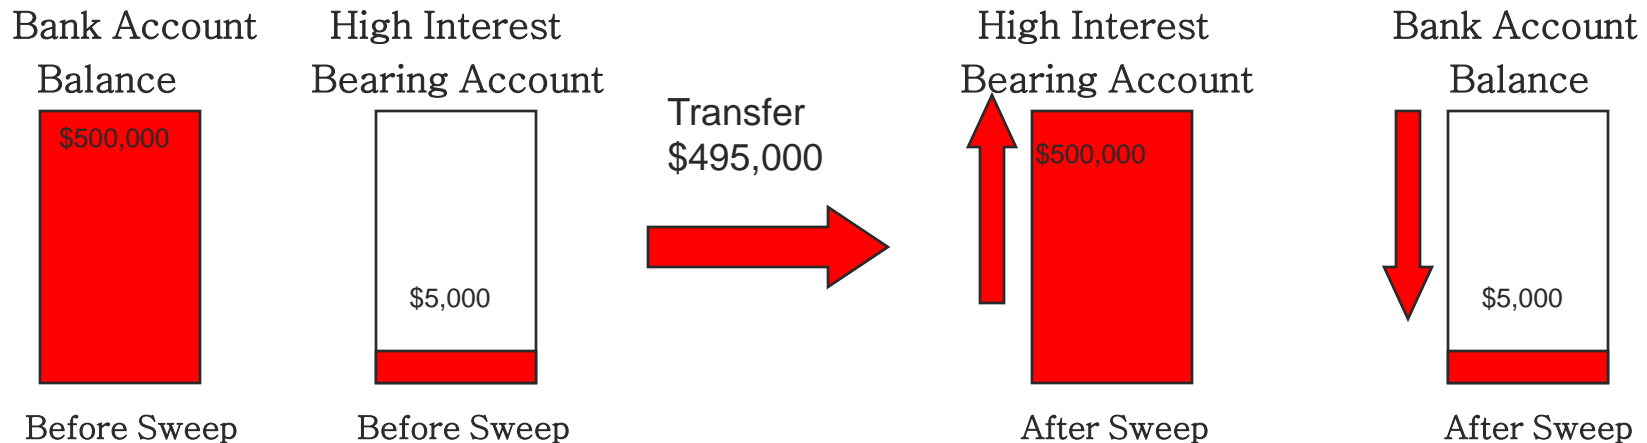 Bank Account
Balance
$500,000
Before Sweep
High Interest
Bearing Account
$5,000
Before Sweep
Transfer
$495,000
High Interest
Bearing Account
$500,000
After Sweep
Bank Account
Balance
$5,000
After Sweep